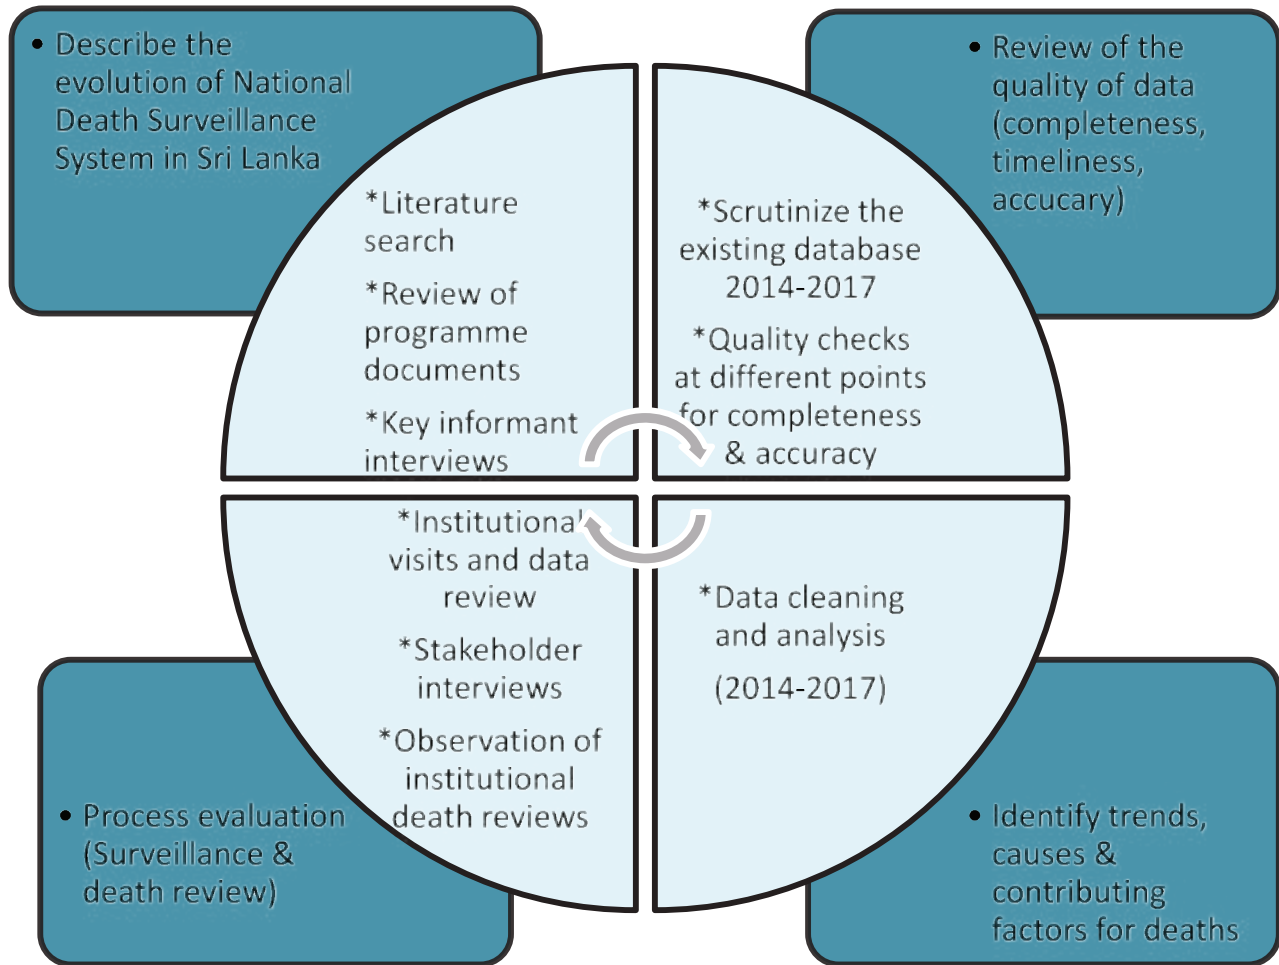 • Describe the
evolution of National
Death Surveillance
System in Sri Lanka
*Literature
search
*Review of
programme
documents
*Key informant
interviews
• Review of the
quality of data
(completeness,
timeliness,
accucary)
*Scrutinize the
existing database
2014-2017
*Quality checks
at different points
for completeness
& accuracy
*Institutional
visits and data
review
*Stakeholder
interviews
*Observation of
institutional
death reviews
• Process evaluation
(Surveillance &
death review)
*Data cleaning
and analysis
(2014-2017)
• Identify trends,
causes &
contributing
factors for deaths